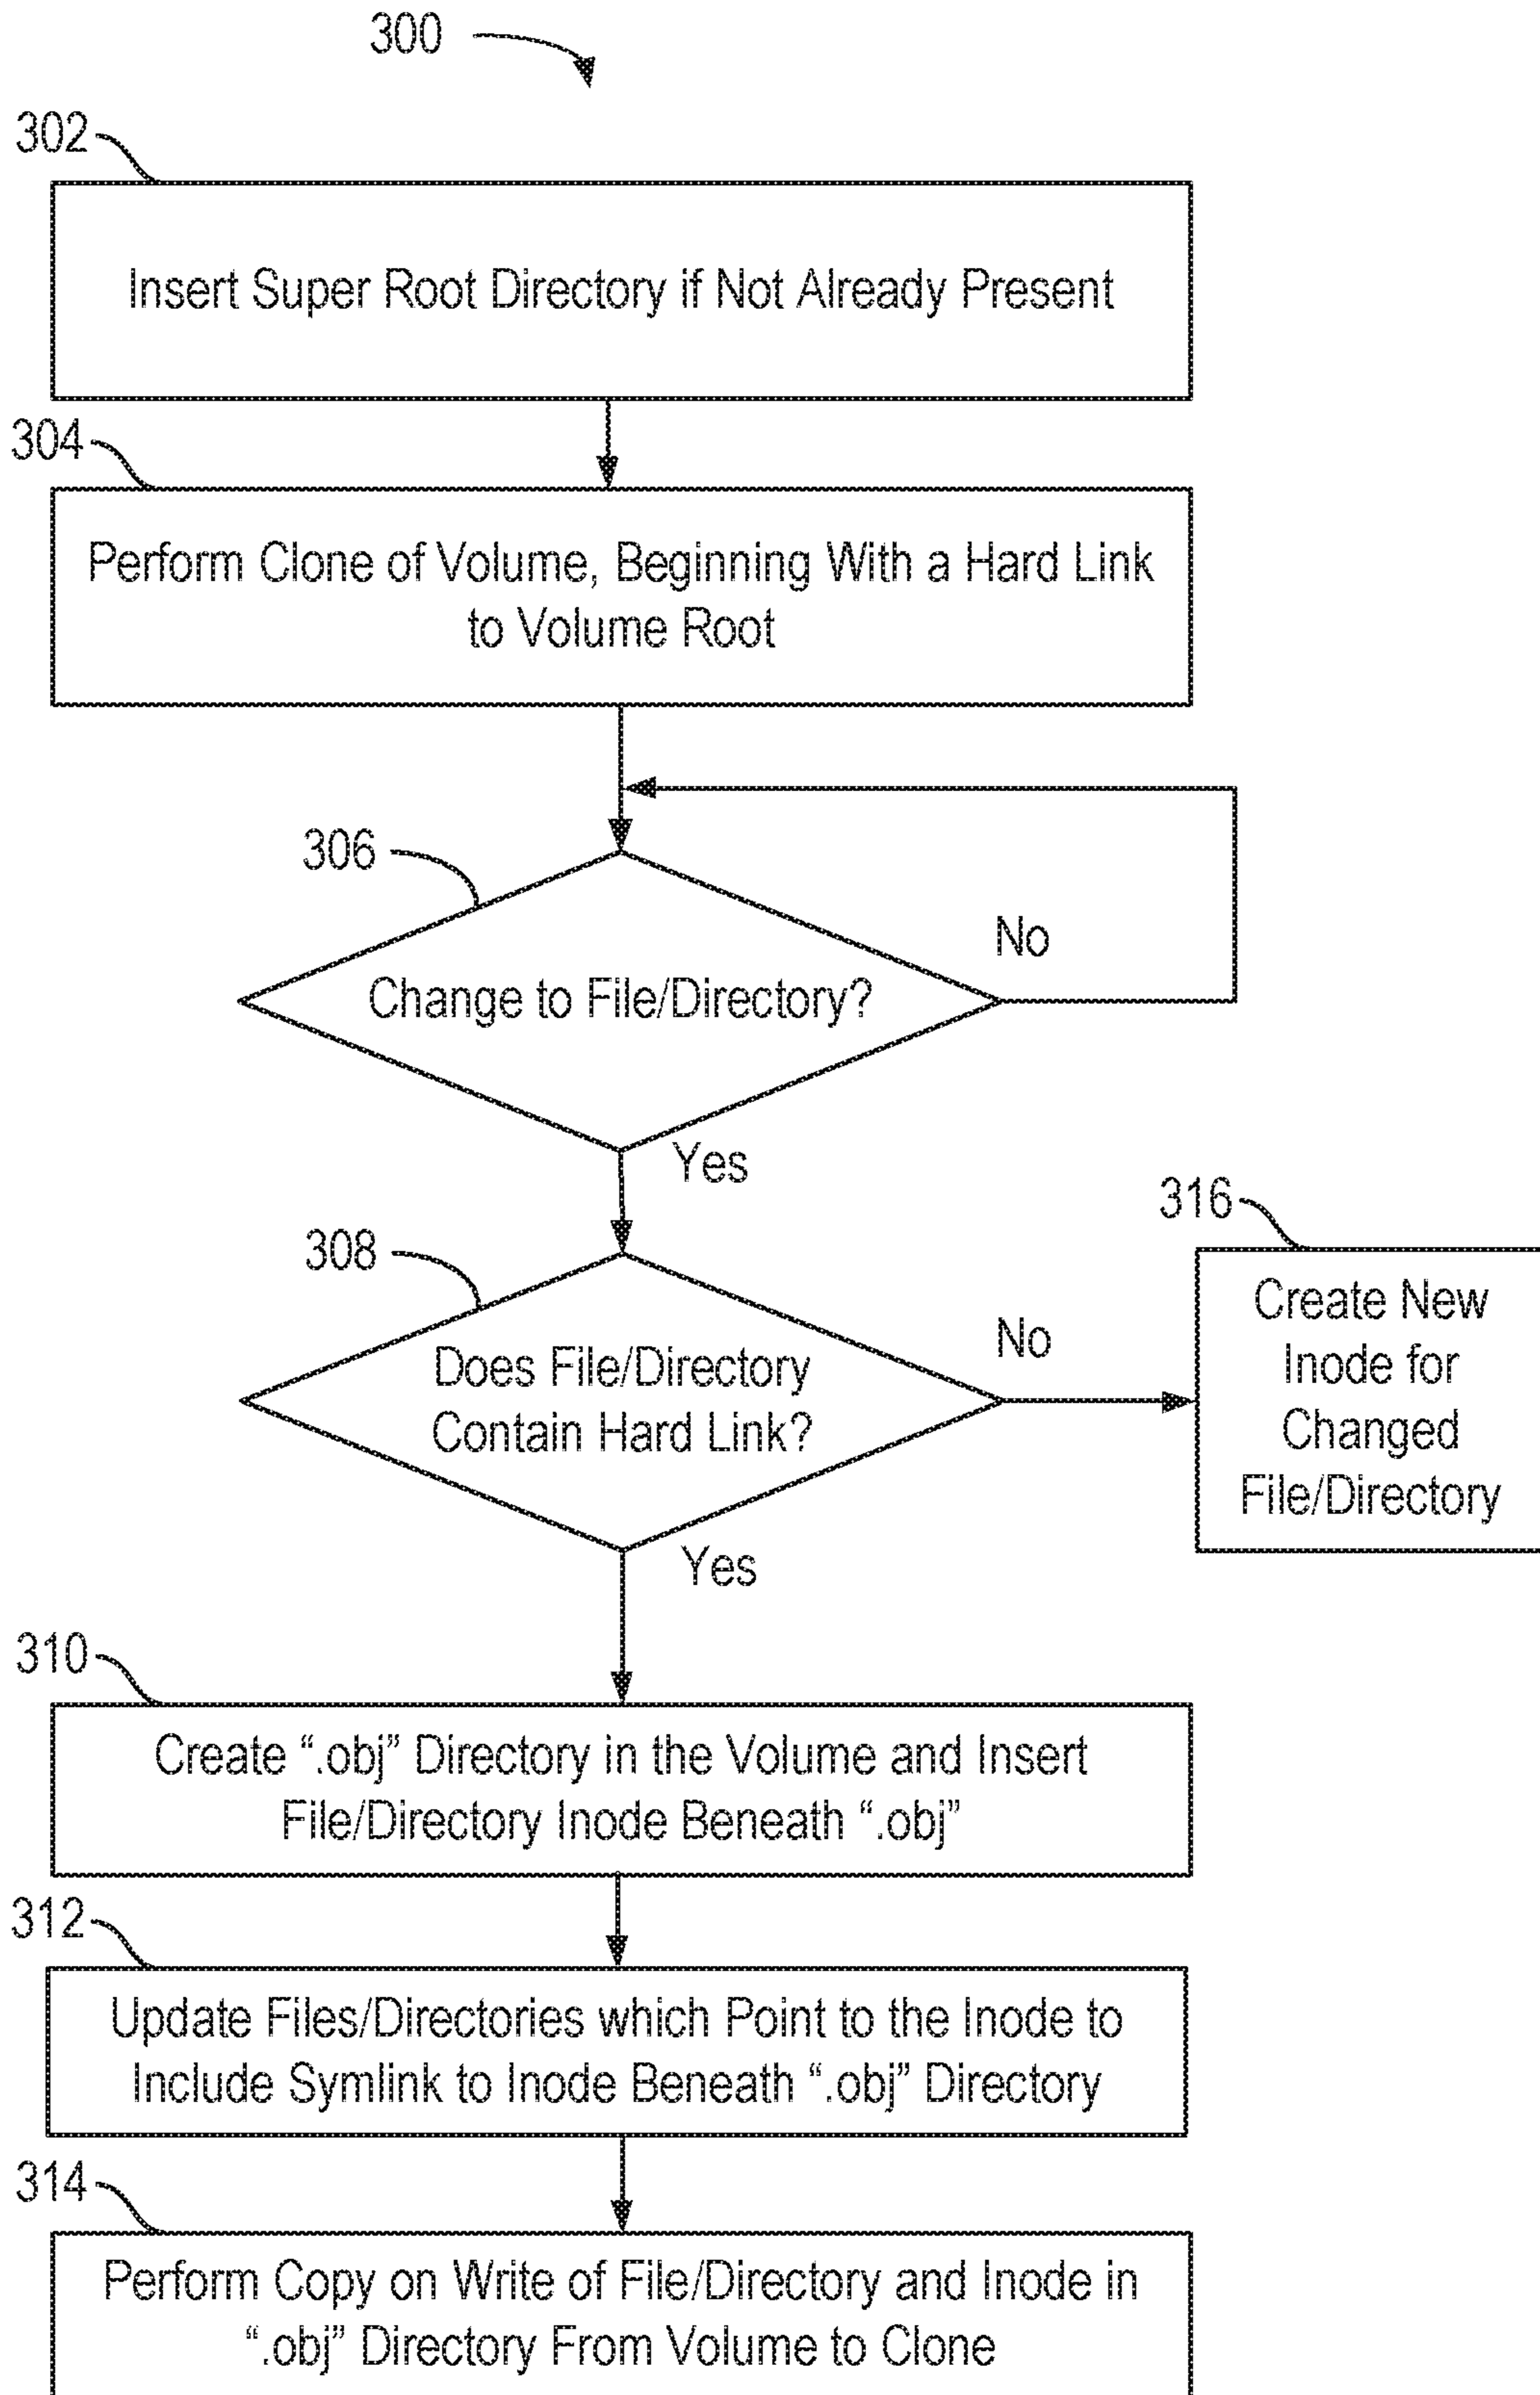 300
302
Insert Super Root Directory if Not Already Present
304
Perform Clone of Volume, Beginning With a Hard Link
to Volume Root
306
No
Change to File/Directory?
Yes
316
308
Create New
Inode for
Changed
File/Directory
No
Does File/Directory
Contain Hard Link?
Yes
310
Create “.obj” Directory in the Volume and Insert
File/Directory Inode Beneath “.obj”
312
Update Files/Directories which Point to the Inode to
Include Symlink to Inode Beneath “.obj” Directory
314
Perform Copy on Write of File/Directory and Inode in
“.obj” Directory From Volume to Clone